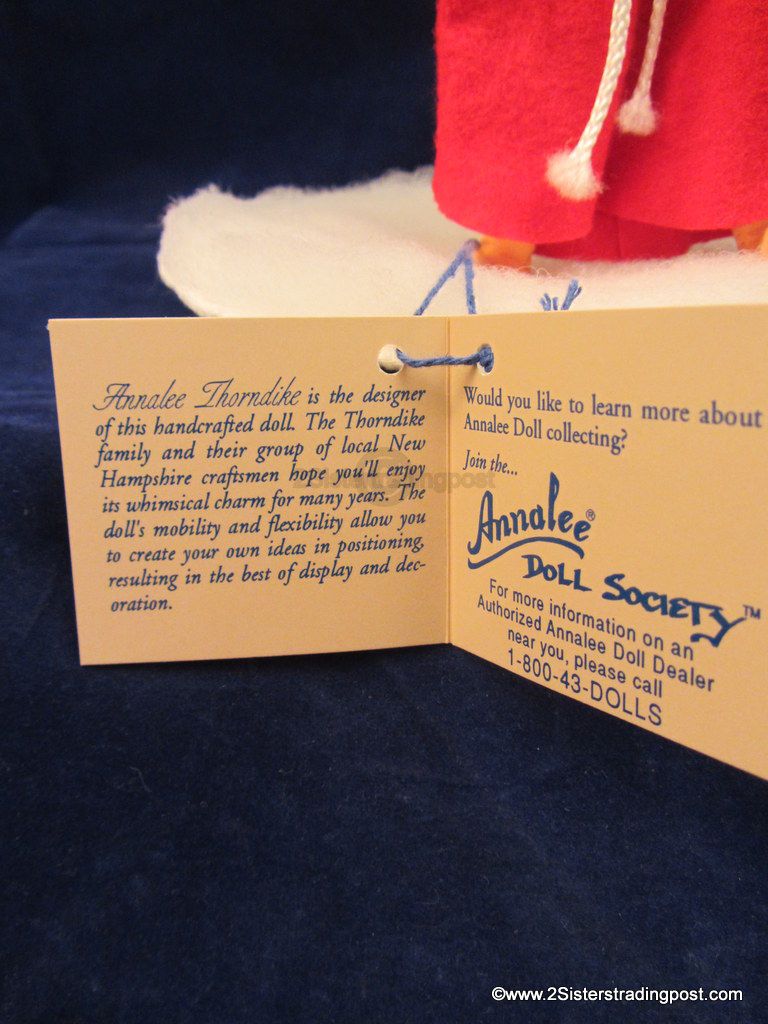 Annalee Thorndike is the designer
of this handcrafted doll. The Thorndike
family and their group of local New
Hampshire craftsmen hope you'll enjoy
its whimsical charm for many years. The
doll's mobility and flexibility allow you
to create your own ideas in positioning,
resulting in the best of display and dec-
oration.
Would you like to learn more about
Annalee Doll collecting?
Join the...
Annalee®
DOLL SOCIETY™
For more information on an
Authorized Annalee Doll Dealer
near you, please call
1-800-43-DOLLS
2Sisterstradingpost
©www.2Sisterstradingpost.com